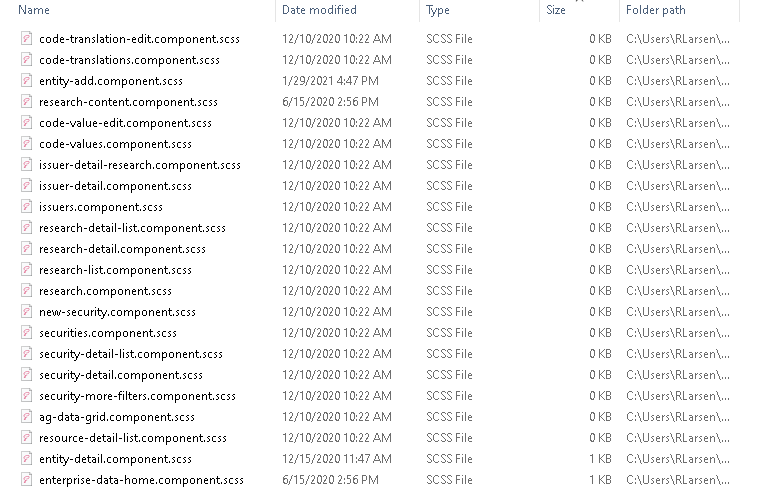 Name Date modified Type Size Folder path
code-translation-edit.component.scss 12/10/2020 10:22 AM SCSS File 0 KB C:\Users\RLarsen\...
code-translations.component.scss 12/10/2020 10:22 AM SCSS File 0 KB C:\Users\RLarsen\...
entity-add.component.scss 1/29/2021 4:47 PM SCSS File 0 KB C:\Users\RLarsen\...
research-content.component.scss 6/15/2020 2:56 PM SCSS File 0 KB C:\Users\RLarsen\...
code-value-edit.component.scss 12/10/2020 10:22 AM SCSS File 0 KB C:\Users\RLarsen\...
code-values.component.scss 12/10/2020 10:22 AM SCSS File 0 KB C:\Users\RLarsen\...
issuer-detail-research.component.scss 12/10/2020 10:22 AM SCSS File 0 KB C:\Users\RLarsen\...
issuer-detail.component.scss 12/10/2020 10:22 AM SCSS File 0 KB C:\Users\RLarsen\...
issuers.component.scss 12/10/2020 10:22 AM SCSS File 0 KB C:\Users\RLarsen\...
research-detail-list.component.scss 12/10/2020 10:22 AM SCSS File 0 KB C:\Users\RLarsen\...
research-detail.component.scss 12/10/2020 10:22 AM SCSS File 0 KB C:\Users\RLarsen\...
research-list.component.scss 12/10/2020 10:22 AM SCSS File 0 KB C:\Users\RLarsen\...
research.component.scss 12/10/2020 10:22 AM SCSS File 0 KB C:\Users\RLarsen\...
new-security.component.scss 12/10/2020 10:22 AM SCSS File 0 KB C:\Users\RLarsen\...
securities.component.scss 12/10/2020 10:22 AM SCSS File 0 KB C:\Users\RLarsen\...
security-detail-list.component.scss 12/10/2020 10:22 AM SCSS File 0 KB C:\Users\RLarsen\...
security-detail.component.scss 12/10/2020 10:22 AM SCSS File 0 KB C:\Users\RLarsen\...
security-more-filters.component.scss 12/10/2020 10:22 AM SCSS File 0 KB C:\Users\RLarsen\...
ag-data-grid.component.scss 12/10/2020 10:22 AM SCSS File 0 KB C:\Users\RLarsen\...
resource-detail-list.component.scss 12/10/2020 10:22 AM SCSS File 0 KB C:\Users\RLarsen\...
entity-detail.component.scss 12/15/2020 11:47 AM SCSS File 1 KB C:\Users\RLarsen\...
enterprise-data-home.component.scss 6/15/2020 2:56 PM SCSS File 1 KB C:\Users\RLarsen\...